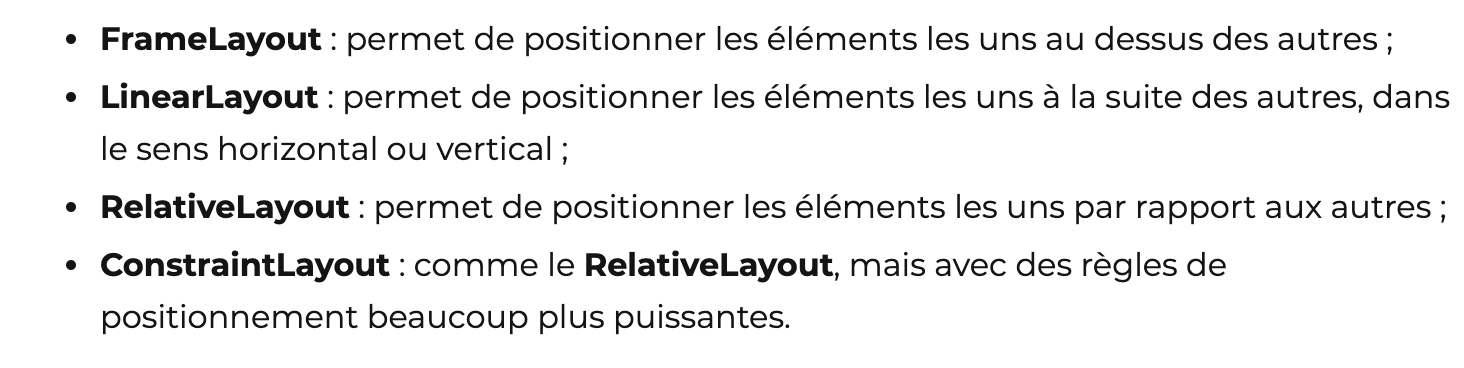 • FrameLayout : permet de positionner les éléments les uns au dessus des autres ;
• LinearLayout : permet de positionner les éléments les uns à la suite des autres, dans
le sens horizontal ou vertical ;
• RelativeLayout : permet de positionner les éléments les uns par rapport aux autres ;
• ConstraintLayout : comme le RelativeLayout, mais avec des règles de
positionnement beaucoup plus puissantes.